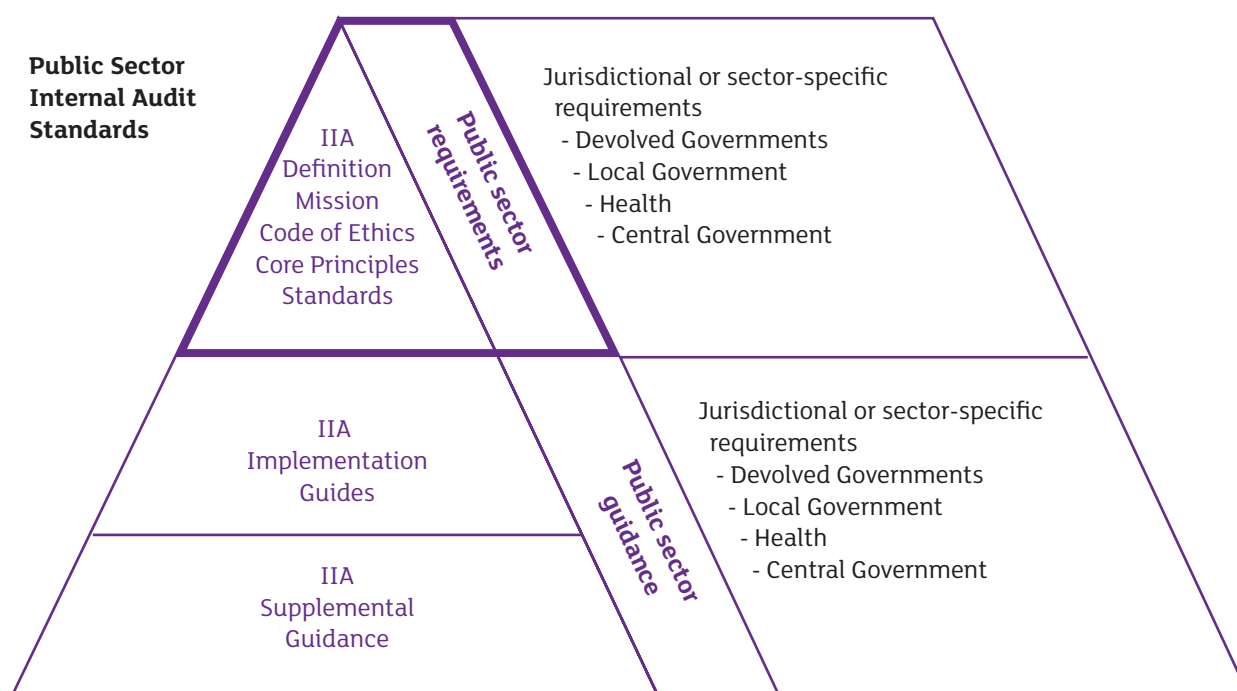 Public Sector
Internal Audit
Standards
IIA
Definition
Mission
Code of Ethics
Core Principles
Standards
Public sector
requirements
Jurisdictional or sector-specific
requirements
- Devolved Governments
- Local Government
- Health
- Central Government
IIA
Implementation
Guides
IIA
Supplemental
Guidance
Public sector
guidance
Jurisdictional or sector-specific
requirements
- Devolved Governments
- Local Government
- Health
- Central Government